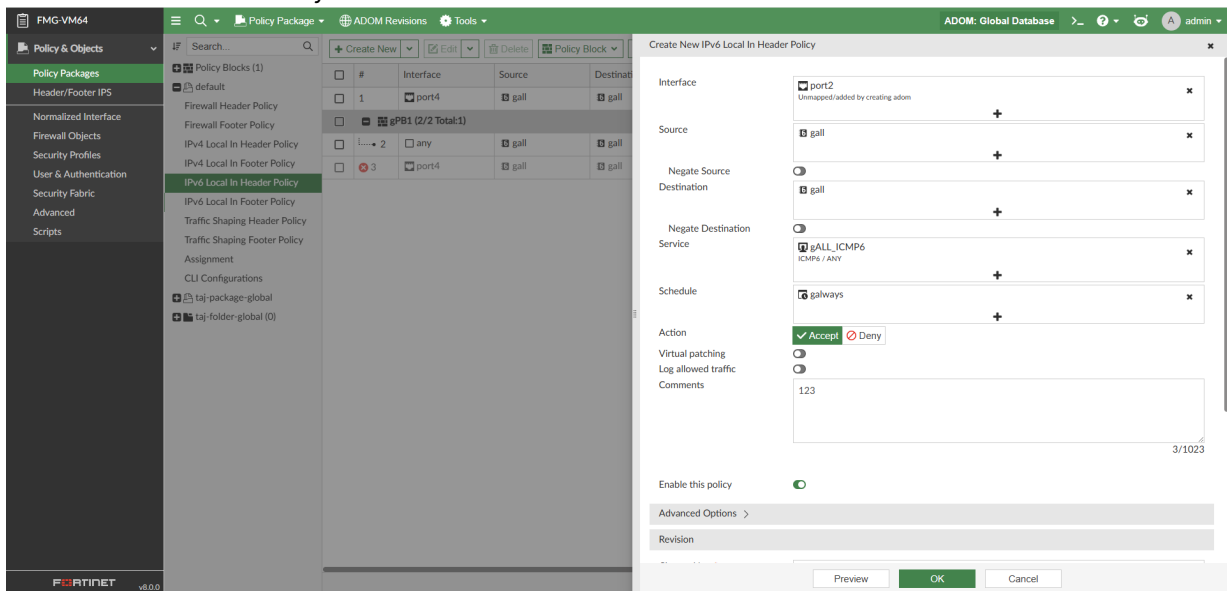 FMG-VM64
Policy Package
ADOM Revisions
Tools
ADOM: Global Database
>_
A
admin
Policy & Objects
Policy Packages
Header/Footer IPS
Normalized Interface
Firewall Objects
Security Profiles
User & Authentication
Security Fabric
Advanced
Scripts
FORTINET v8.0.0
Search...
Policy Blocks (1)
default
Firewall Header Policy
Firewall Footer Policy
IPv4 Local In Header Policy
IPv4 Local In Footer Policy
IPv6 Local In Header Policy
IPv6 Local In Footer Policy
Traffic Shaping Header Policy
Traffic Shaping Footer Policy
Assignment
CLI Configurations
taj-package-global
taj-folder-global (0)
+ Create New Edit Delete Policy Block
# Interface Source Destinat
1 port4 gall gall
gPB1 (2/2 Total:1)
2 any gall gall
3 port4 gall gall
Create New IPv6 Local In Header Policy
Interface
port2
Unmapped/added by creating adom
Source
gall
Negate Source
Destination
gall
Negate Destination
Service
gALL_ICMP6
ICMP6 / ANY
Schedule
galways
Action
Accept Deny
Virtual patching
Log allowed traffic
Comments
123
3/1023
Enable this policy
Advanced Options >
Revision
Preview OK Cancel